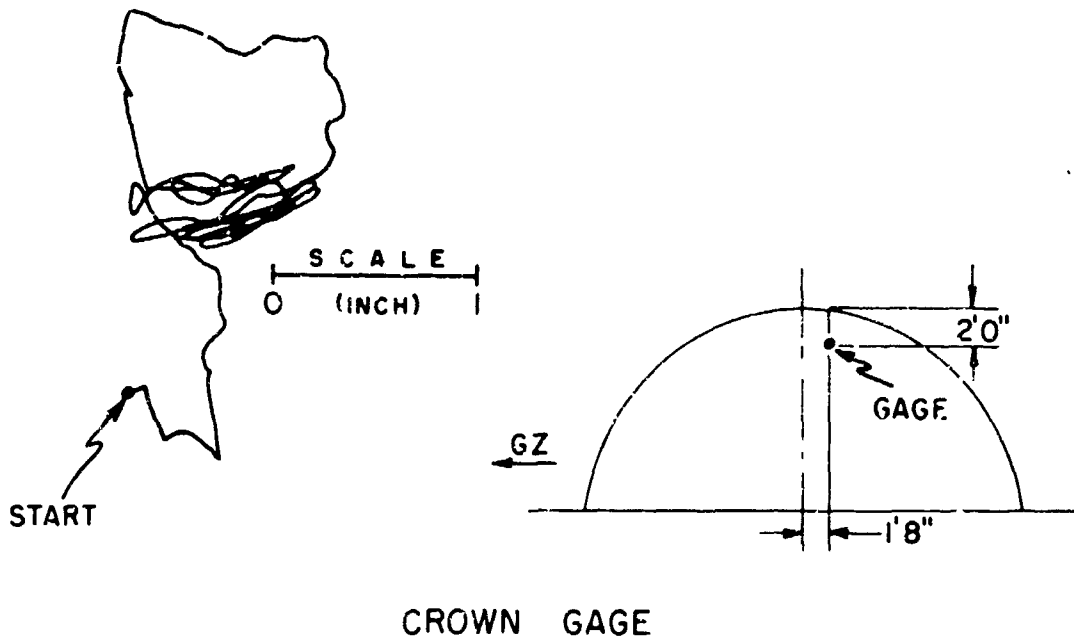 SCALE
0 (INCH) 1
2'0"
GAGE
GZ
START
1'8"
CROWN GAGE